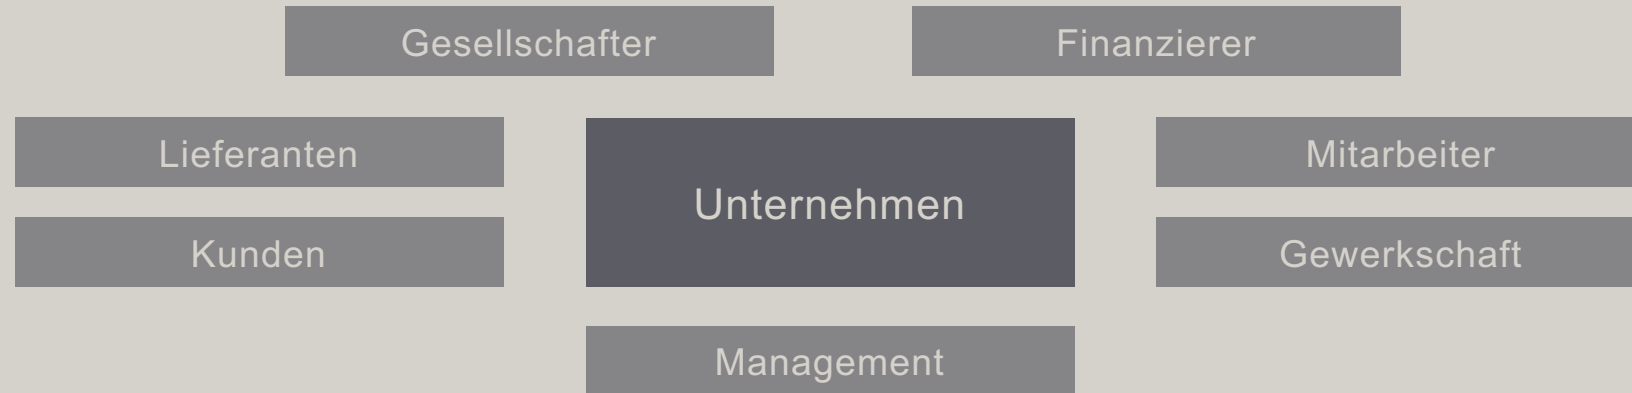 Gesellschafter
Finanzierer
Lieferanten
Mitarbeiter
Unternehmen
Kunden
Gewerkschaft
Management